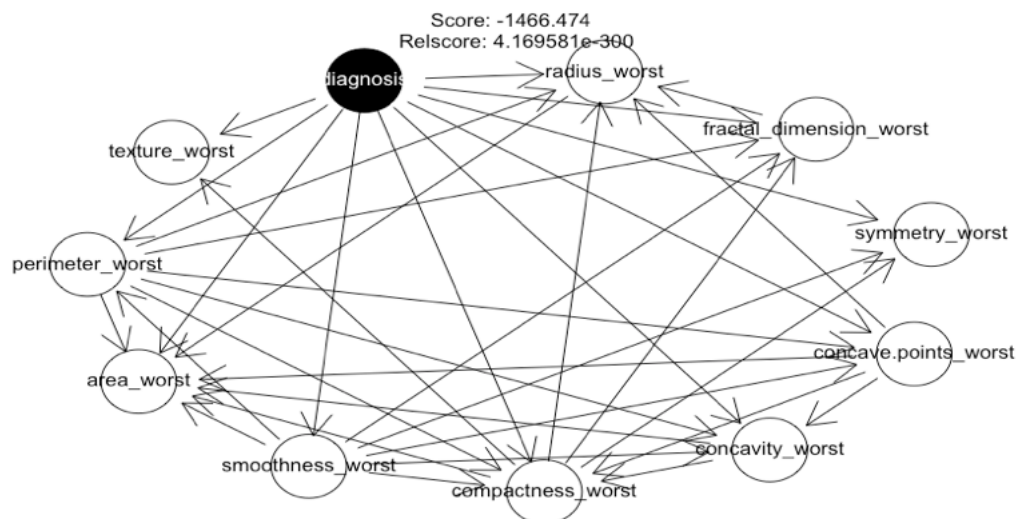 Score: -1466.474
Relscore: 4.169581e-300
diagnosis
radius_worst
fractal_dimension_worst
texture_worst
symmetry_worst
perimeter_worst
concave.points_worst
area_worst
concavity_worst
smoothness_worst
compactness_worst